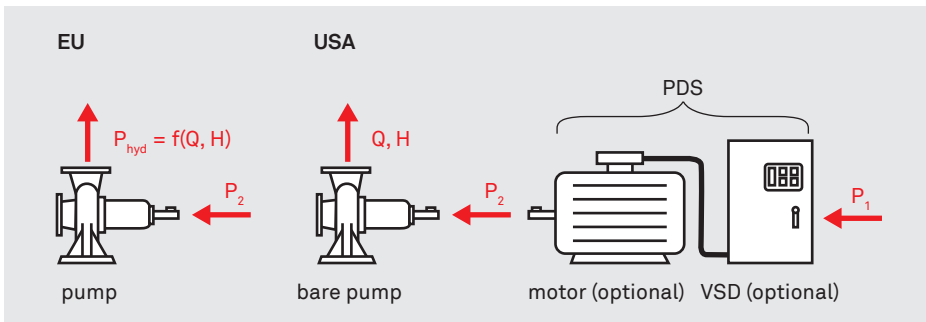 EU
USA
PDS
P_hyd = f(Q, H)
Q, H
P_2
P_2
P_1
pump
bare pump
motor (optional)
VSD (optional)